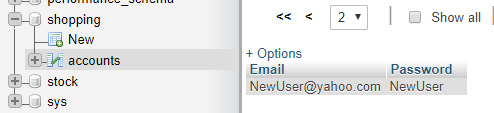 performance_schema
shopping
New
accounts
stock
sys
<< < 2 Show all
+ Options
Email Password
NewUser@yahoo.com NewUser